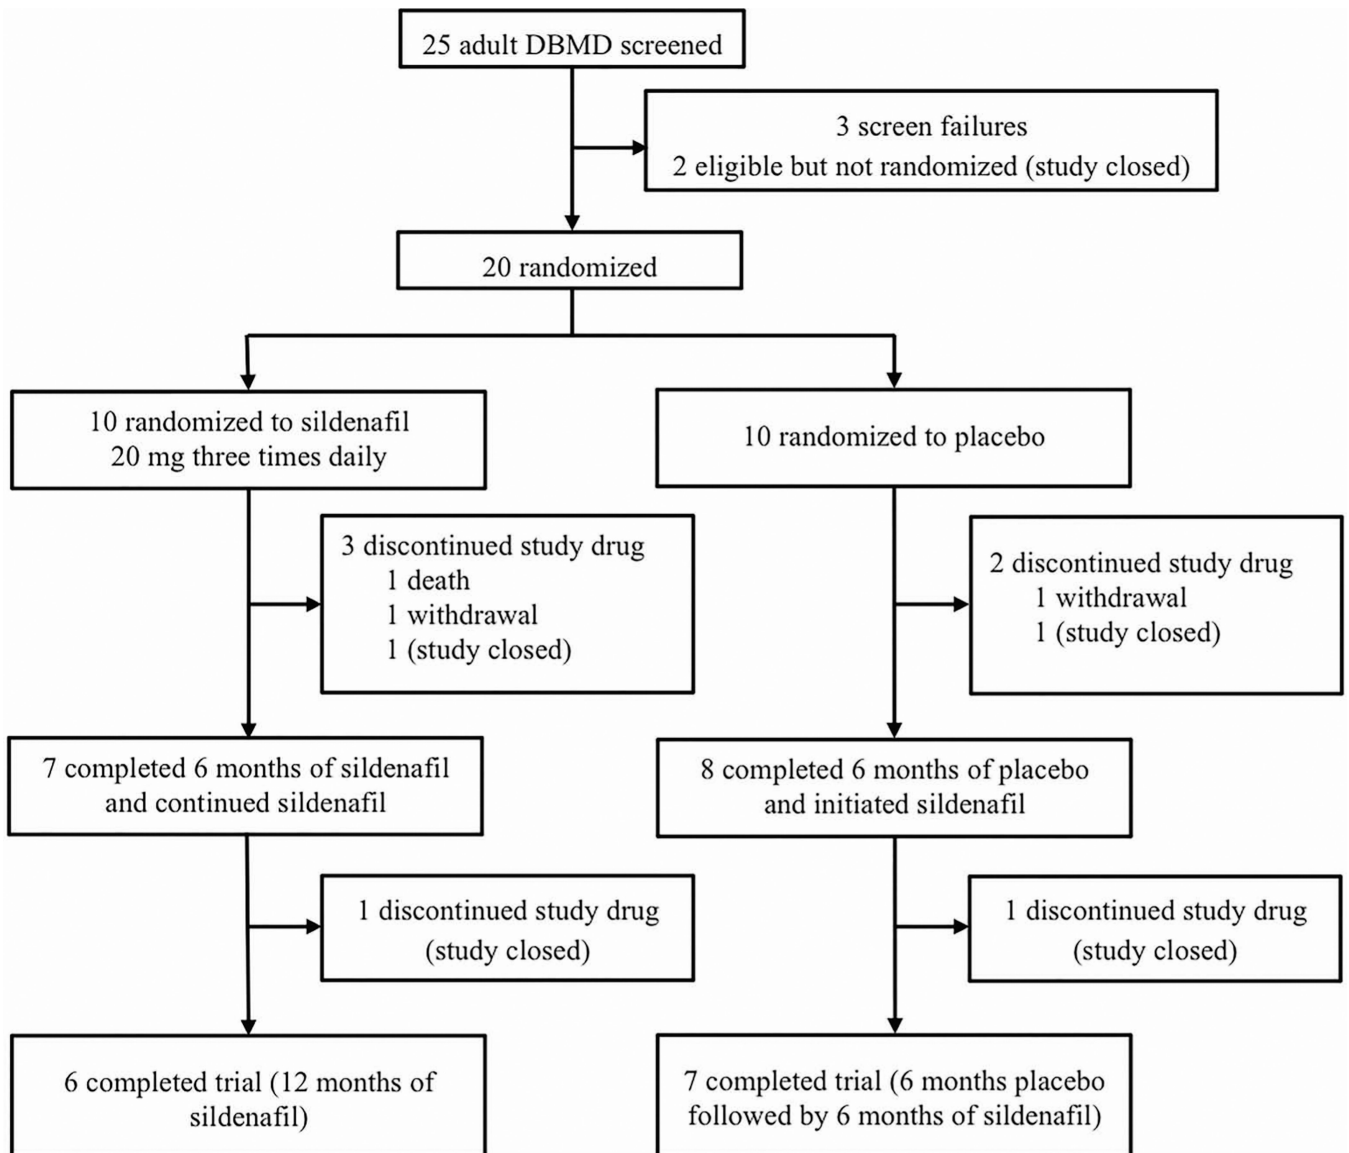 25 adult DBMD screened
3 screen failures
2 eligible but not randomized (study closed)
20 randomized
10 randomized to sildenafil
20 mg three times daily
10 randomized to placebo
3 discontinued study drug
1 death
1 withdrawal
1 (study closed)
2 discontinued study drug
1 withdrawal
1 (study closed)
7 completed 6 months of sildenafil
and continued sildenafil
8 completed 6 months of placebo
and initiated sildenafil
1 discontinued study drug
(study closed)
1 discontinued study drug
(study closed)
6 completed trial (12 months of
sildenafil)
7 completed trial (6 months placebo
followed by 6 months of sildenafil)